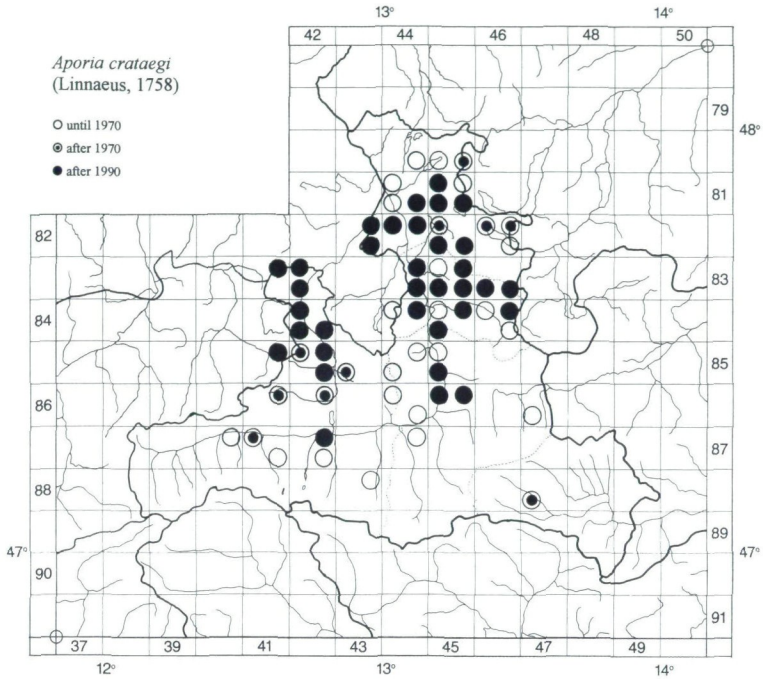 13° 14°
42 44 46 48 50
Aporia crataegi
(Linnaeus, 1758)
until 1970
after 1970
after 1990
79
48°
81
82
83
84
85
86
87
88
89
47° 47°
90
91
37 39 41 43 45 47 49
12° 13° 14°